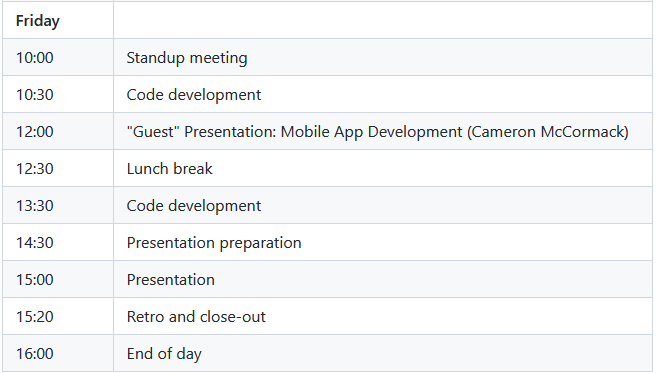 Friday
10:00 Standup meeting
10:30 Code development
12:00 "Guest" Presentation: Mobile App Development (Cameron McCormack)
12:30 Lunch break
13:30 Code development
14:30 Presentation preparation
15:00 Presentation
15:20 Retro and close-out
16:00 End of day